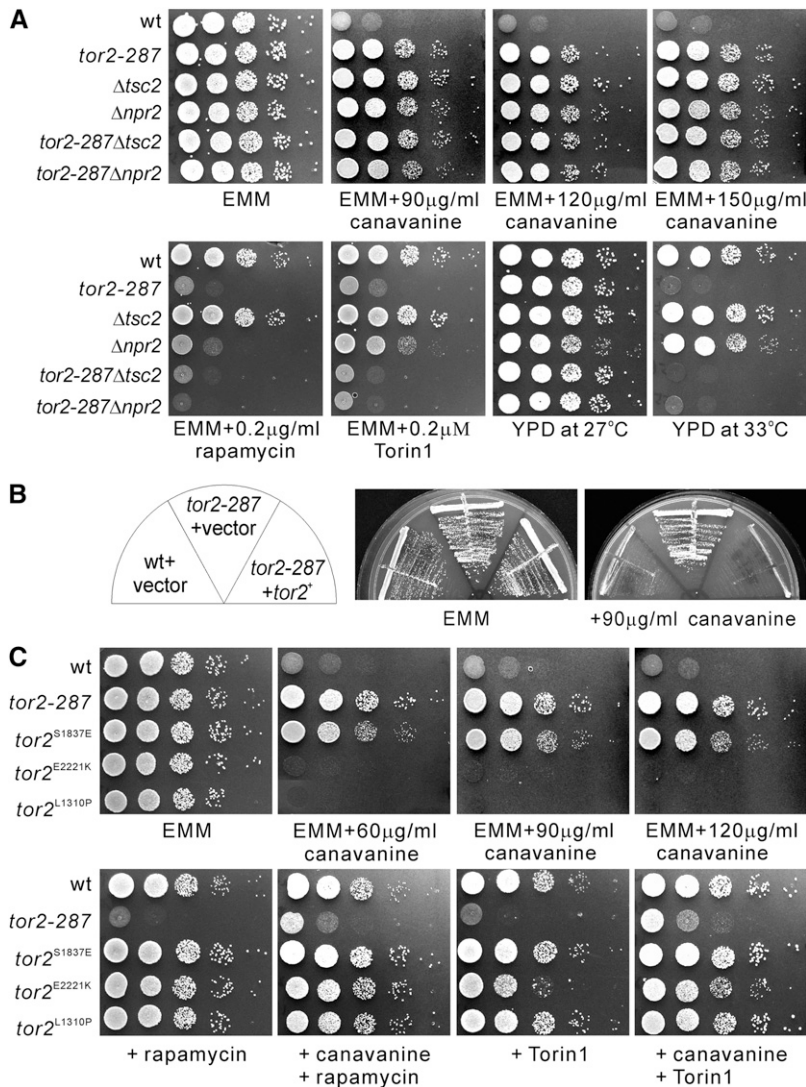 A
wt
tor2-287
Δtsc2
Δnpr2
tor2-287Δtsc2
tor2-287Δnpr2
EMM
EMM+90μg/ml
canavanine
EMM+120μg/ml
canavanine
EMM+150μg/ml
canavanine
wt
tor2-287
Δtsc2
Δnpr2
tor2-287Δtsc2
tor2-287Δnpr2
EMM+0.2μg/ml
rapamycin
EMM+0.2μM
Torin1
YPD at 27°C
YPD at 33°C
B
wt+
vector
tor2-287
+vector
tor2-287
+tor2⁺
EMM
+90μg/ml canavanine
C
wt
tor2-287
tor2S1837E
tor2E2221K
tor2L1310P
EMM
EMM+60μg/ml
canavanine
EMM+90μg/ml
canavanine
EMM+120μg/ml
canavanine
wt
tor2-287
tor2S1837E
tor2E2221K
tor2L1310P
+ rapamycin
+ canavanine
+ rapamycin
+ Torin1
+ canavanine
+ Torin1